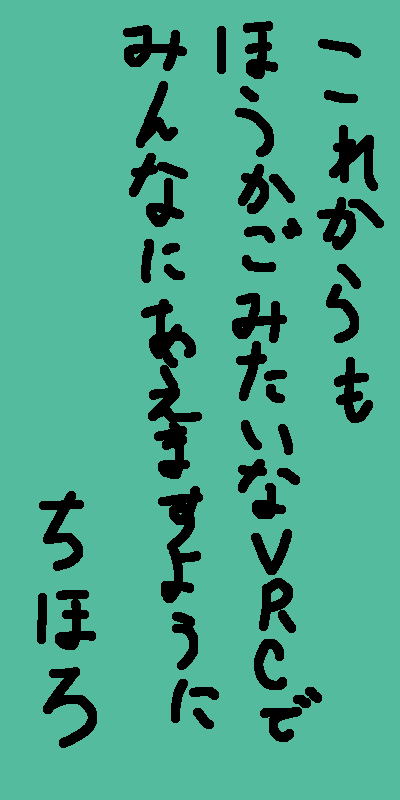 これからも
ほうかごみたいなVRCで
みんなにあえますように
ちほろ